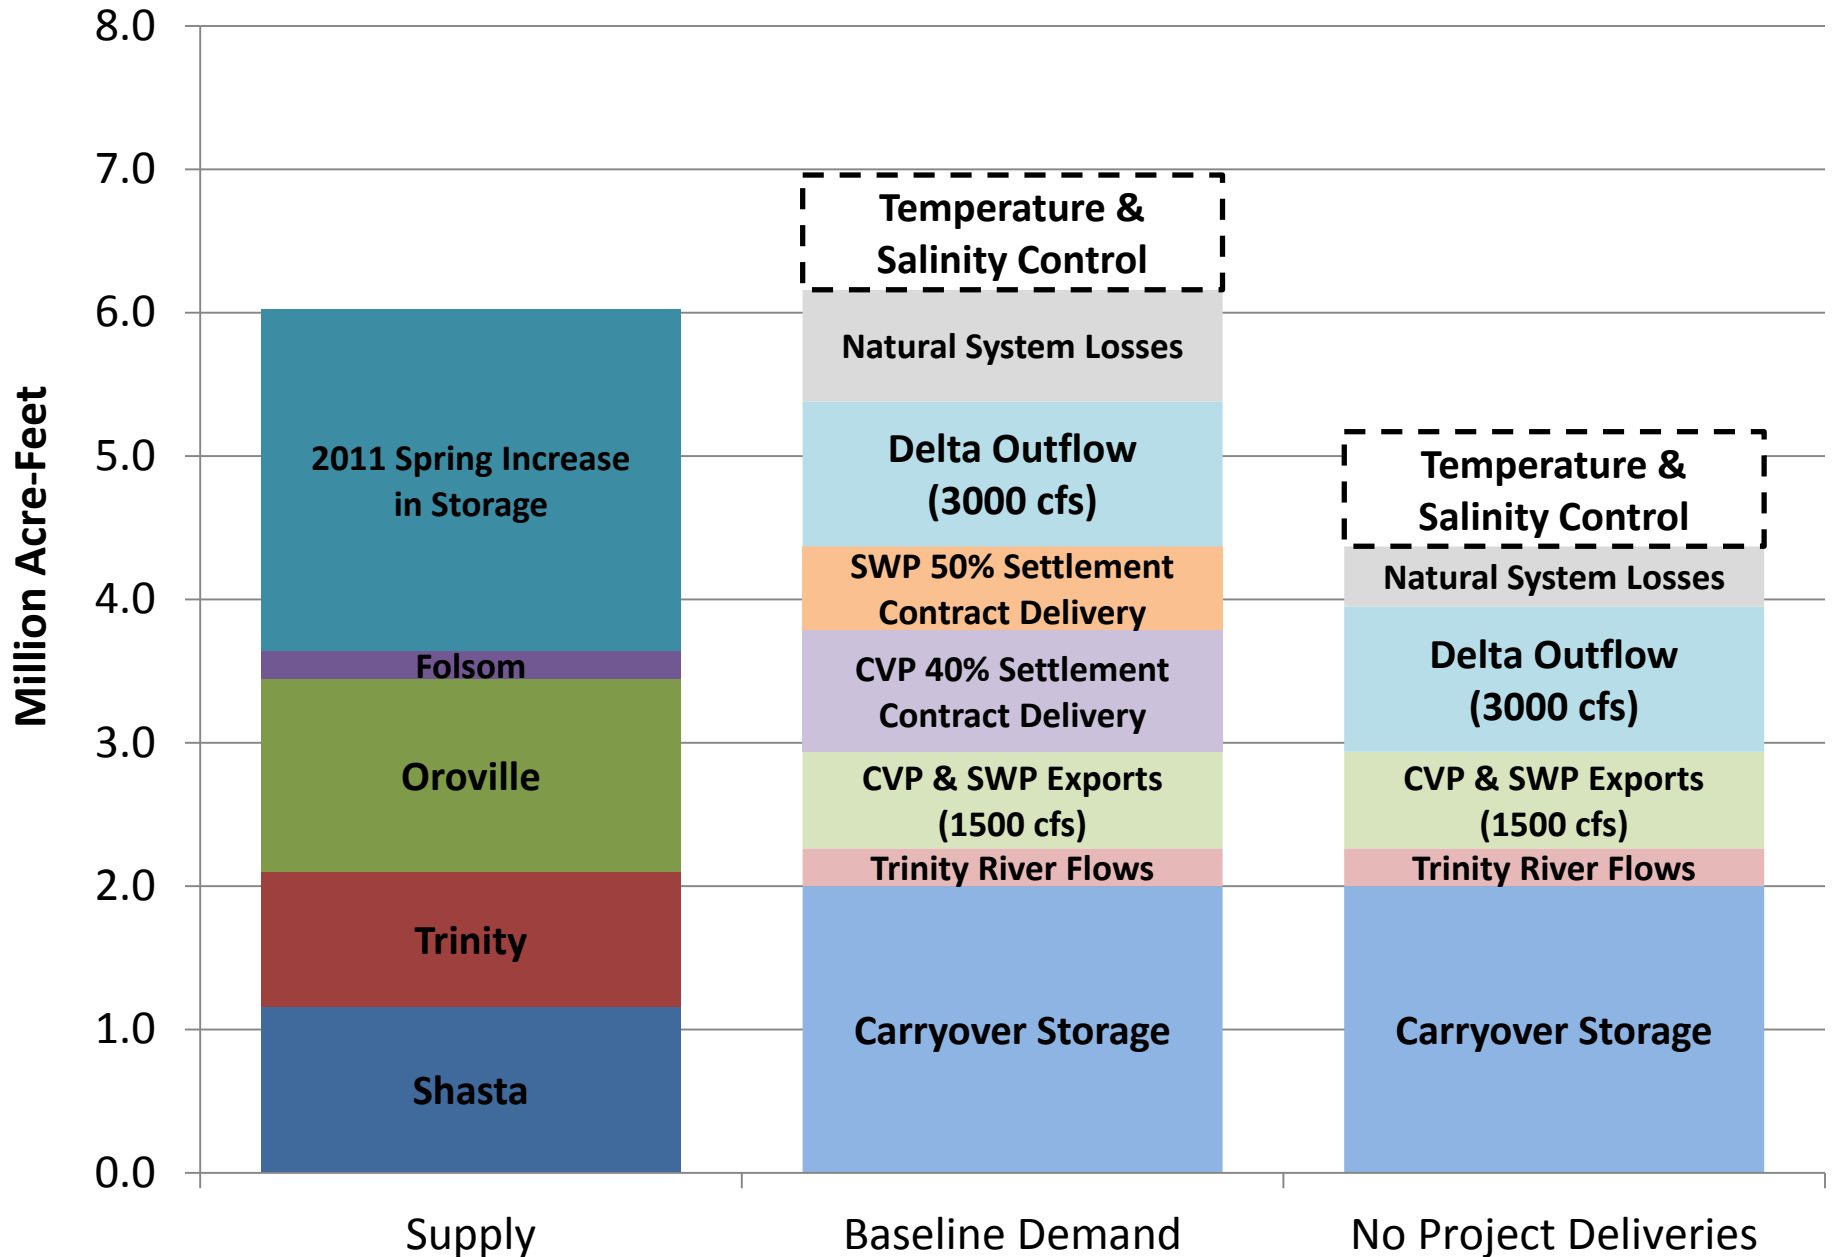 8.0
7.0
6.0
5.0
4.0
3.0
2.0
1.0
0.0
Million Acre-Feet
2011 Spring Increase
in Storage
Folsom
Oroville
Trinity
Shasta
Temperature &
Salinity Control
Natural System Losses
Delta Outflow
(3000 cfs)
SWP 50% Settlement
Contract Delivery
CVP 40% Settlement
Contract Delivery
CVP & SWP Exports
(1500 cfs)
Trinity River Flows
Carryover Storage
Temperature &
Salinity Control
Natural System Losses
Delta Outflow
(3000 cfs)
CVP & SWP Exports
(1500 cfs)
Trinity River Flows
Carryover Storage
Supply
Baseline Demand
No Project Deliveries